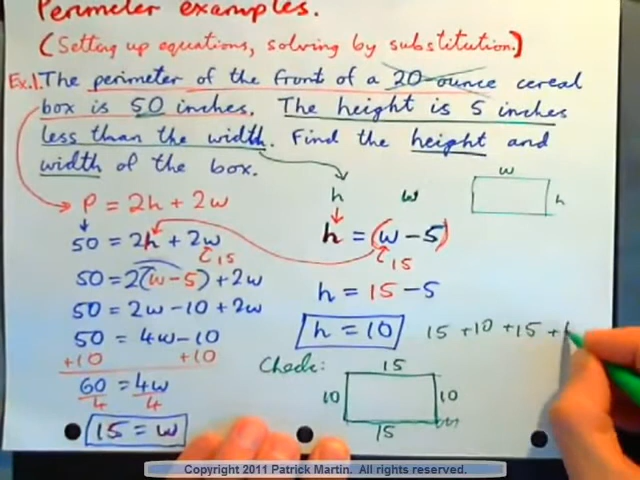 Perimeter examples.
(Setting up equations, solving by substitution.)
Ex.1. The perimeter of the front of a 20-ounce cereal
box is 50 inches. The height is 5 inches
less than the width. Find the height and
width of the box.
w
h w h
P = 2h + 2w
50 = 2h + 2w h = (w - 5)
15 15
50 = 2(w - 5) + 2w
h = 15 - 5
50 = 2w - 10 + 2w
50 = 4w - 10 h = 10 15 + 10 + 15 +
+10 +10
Check: 15
60 = 4w 10 10
4 4
15 = w 15
Copyright 2011 Patrick Martin. All rights reserved.